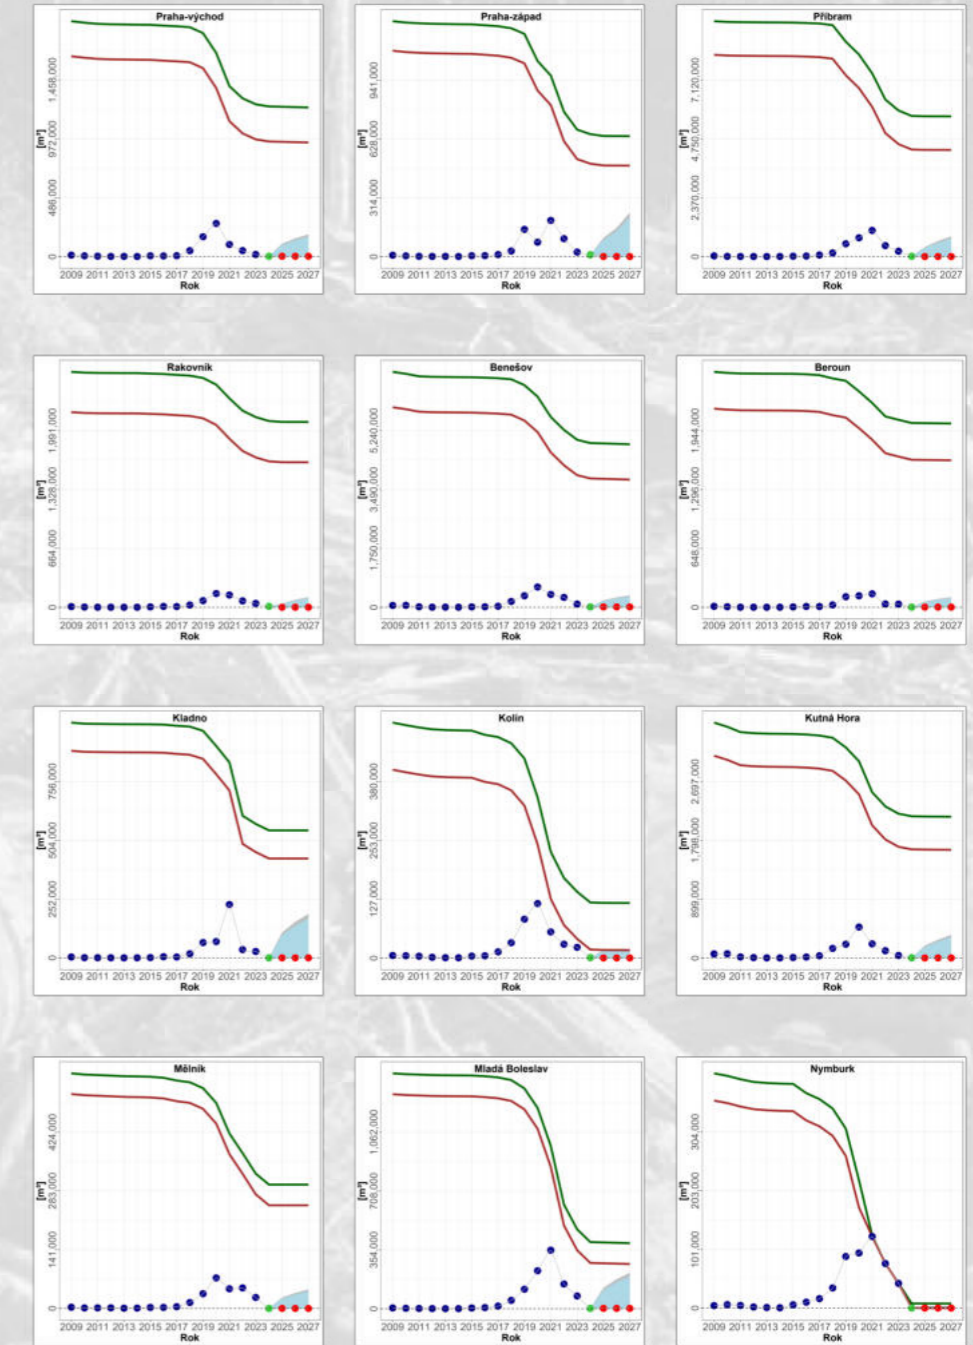 Praha-východ
[m³]
1,458,000
972,000
486,000
0
2009 2011 2013 2015 2017 2019 2021 2023 2025 2027
Rok
Praha-západ
[m³]
941,000
628,000
314,000
0
2009 2011 2013 2015 2017 2019 2021 2023 2025 2027
Rok
Příbram
[m³]
7,120,000
4,750,000
2,370,000
0
2009 2011 2013 2015 2017 2019 2021 2023 2025 2027
Rok
Rakovník
[m³]
1,991,000
1,328,000
664,000
0
2009 2011 2013 2015 2017 2019 2021 2023 2025 2027
Rok
Benešov
[m³]
5,240,000
3,490,000
1,750,000
0
2009 2011 2013 2015 2017 2019 2021 2023 2025 2027
Rok
Beroun
[m³]
1,944,000
1,296,000
648,000
0
2009 2011 2013 2015 2017 2019 2021 2023 2025 2027
Rok
Kladno
[m³]
756,000
504,000
252,000
0
2009 2011 2013 2015 2017 2019 2021 2023 2025 2027
Rok
Kolín
[m³]
380,000
253,000
127,000
0
2009 2011 2013 2015 2017 2019 2021 2023 2025 2027
Rok
Kutná Hora
[m³]
2,697,000
1,798,000
899,000
0
2009 2011 2013 2015 2017 2019 2021 2023 2025 2027
Rok
Mělník
[m³]
424,000
283,000
141,000
0
2009 2011 2013 2015 2017 2019 2021 2023 2025 2027
Rok
Mladá Boleslav
[m³]
1,062,000
708,000
354,000
0
2009 2011 2013 2015 2017 2019 2021 2023 2025 2027
Rok
Nymburk
[m³]
304,000
203,000
101,000
0
2009 2011 2013 2015 2017 2019 2021 2023 2025 2027
Rok